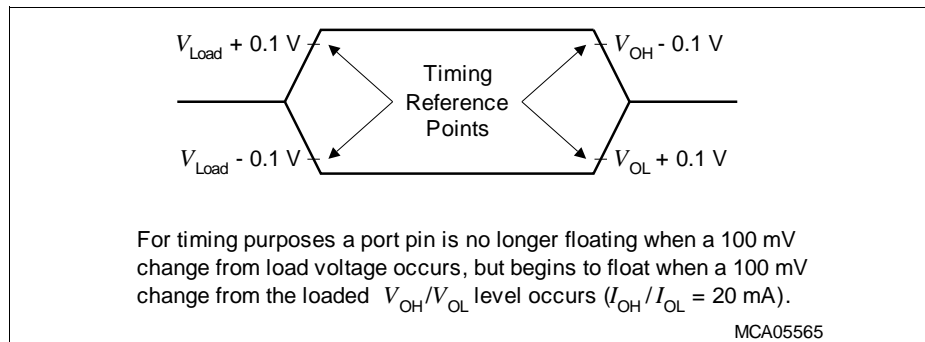 V_Load + 0.1 V
V_OH - 0.1 V
Timing
Reference
Points
V_Load - 0.1 V
V_OL + 0.1 V
For timing purposes a port pin is no longer floating when a 100 mV
change from load voltage occurs, but begins to float when a 100 mV
change from the loaded V_OH/V_OL level occurs (I_OH / I_OL = 20 mA).
MCA05565